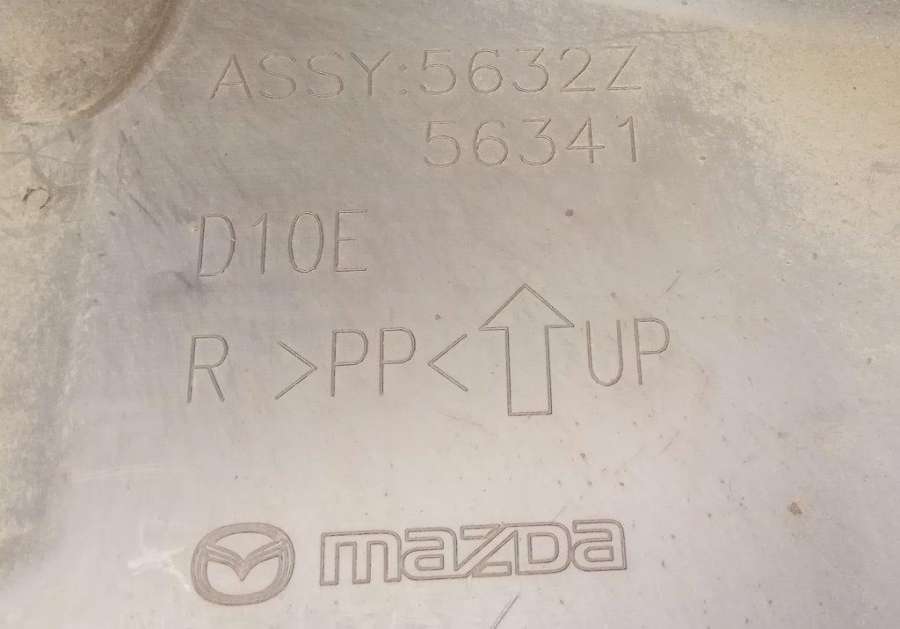 ASSY:5632Z
56341
D10E
R >PP< UP
mazda